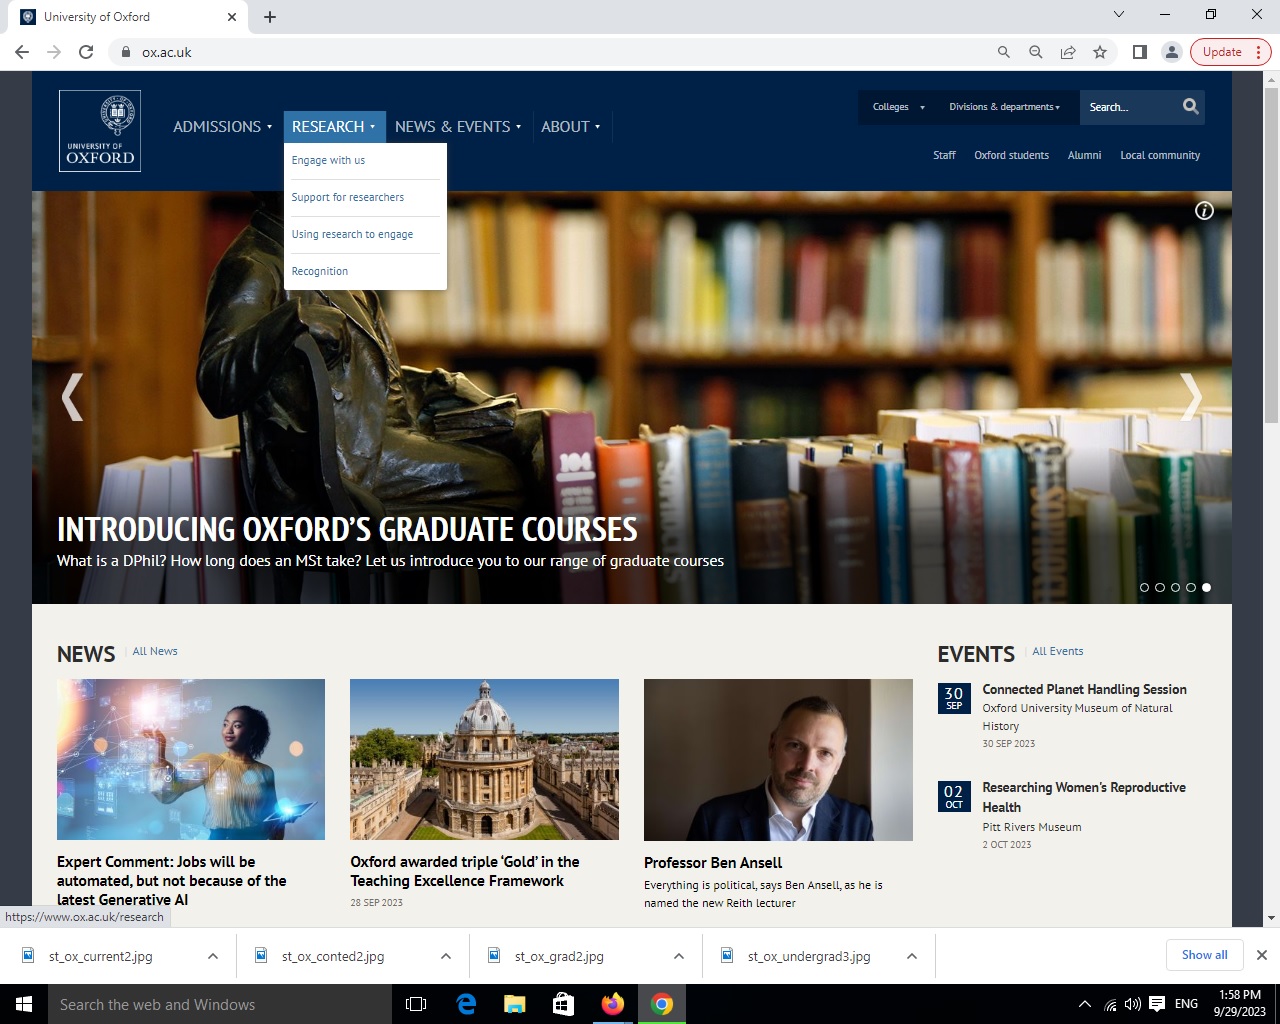 University of Oxford
ox.ac.uk
Update
UNIVERSITY OF
OXFORD
ADMISSIONS
RESEARCH
NEWS & EVENTS
ABOUT
Colleges
Divisions & departments
Search...
Staff
Oxford students
Alumni
Local community
Engage with us
Support for researchers
Using research to engage
Recognition
104
INTRODUCING OXFORD'S GRADUATE COURSES
What is a DPhil? How long does an MSt take? Let us introduce you to our range of graduate courses
NEWS
All News
Expert Comment: Jobs will be
automated, but not because of the
latest Generative AI
Oxford awarded triple 'Gold' in the
Teaching Excellence Framework
28 SEP 2023
Professor Ben Ansell
Everything is political, says Ben Ansell, as he is
named the new Reith lecturer
EVENTS
All Events
30
SEP
Connected Planet Handling Session
Oxford University Museum of Natural
History
30 SEP 2023
02
OCT
Researching Women's Reproductive
Health
Pitt Rivers Museum
2 OCT 2023
https://www.ox.ac.uk/research
st_ox_current2.jpg
st_ox_conted2.jpg
st_ox_grad2.jpg
st_ox_undergrad3.jpg
Show all
Search the web and Windows
ENG
1:58 PM
9/29/2023